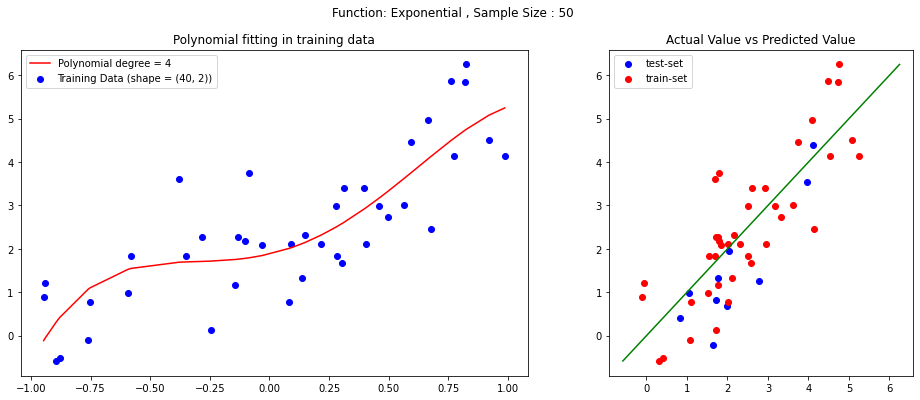 Function: Exponential , Sample Size : 50
Polynomial fitting in training data
Polynomial degree = 4
Training Data (shape = (40, 2))
6
5
4
3
2
1
0
−1.00 −0.75 −0.50 −0.25 0.00 0.25 0.50 0.75 1.00
Actual Value vs Predicted Value
test-set
train-set
6
5
4
3
2
1
0
0 1 2 3 4 5 6